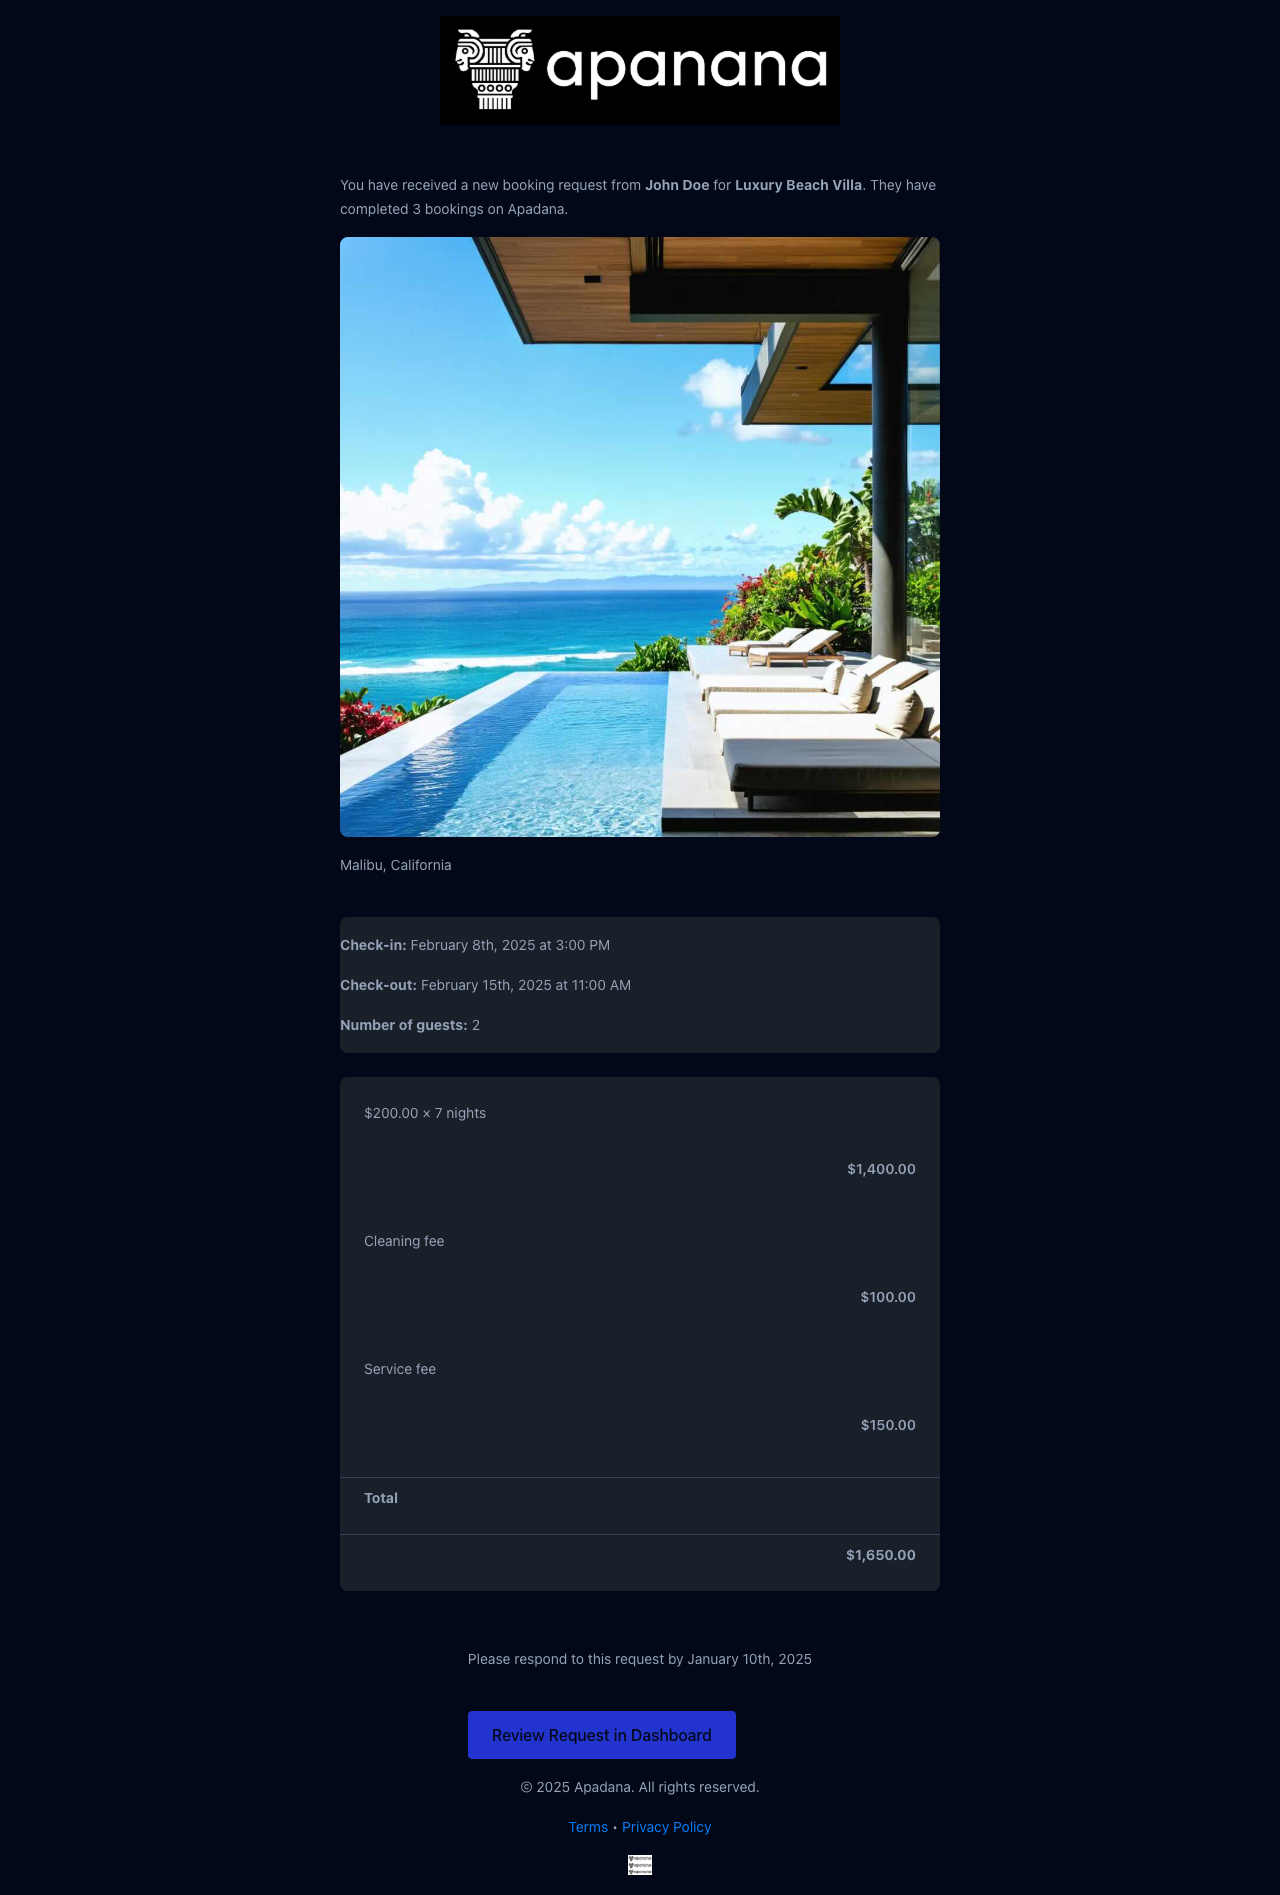 apanana
You have received a new booking request from John Doe for Luxury Beach Villa. They have
completed 3 bookings on Apadana.
Malibu, California
Check-in: February 8th, 2025 at 3:00 PM
Check-out: February 15th, 2025 at 11:00 AM
Number of guests: 2
$200.00 × 7 nights
$1,400.00
Cleaning fee
$100.00
Service fee
$150.00
Total
$1,650.00
Please respond to this request by January 10th, 2025
Review Request in Dashboard
© 2025 Apadana. All rights reserved.
Terms • Privacy Policy
apanana
apanana
apanana